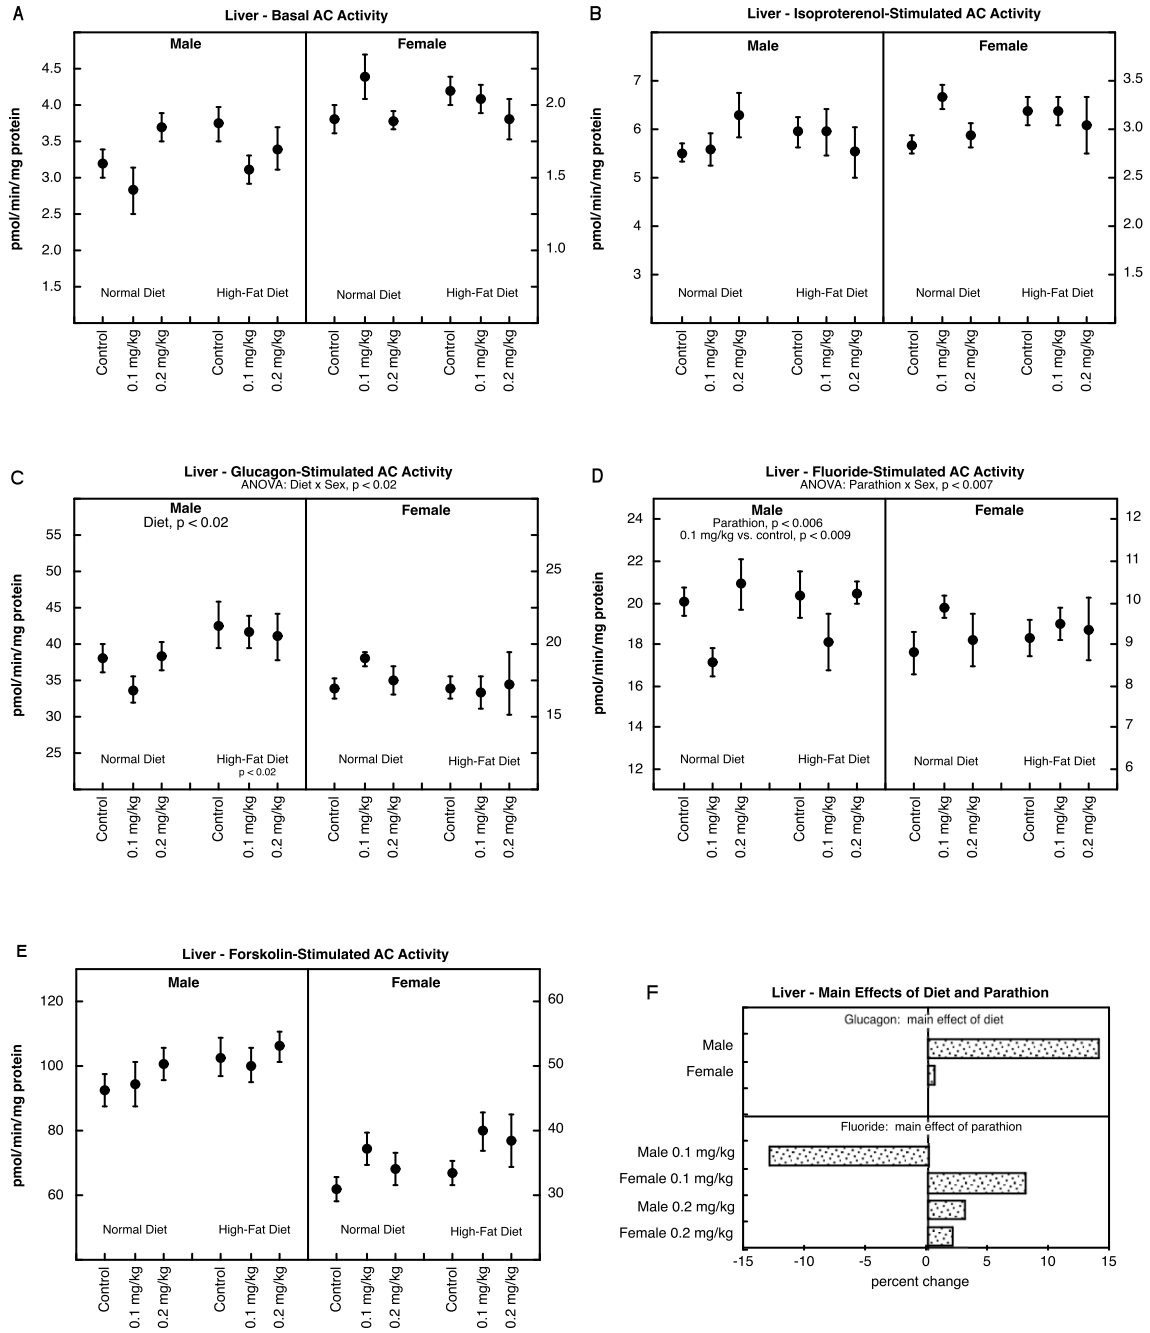 A
Liver - Basal AC Activity
Male
Female
pmol/min/mg protein
4.5
4.0
3.5
3.0
2.5
2.0
1.5
2.0
1.5
1.0
Normal Diet
High-Fat Diet
Normal Diet
High-Fat Diet
Control
0.1 mg/kg
0.2 mg/kg
Control
0.1 mg/kg
0.2 mg/kg
Control
0.1 mg/kg
0.2 mg/kg
Control
0.1 mg/kg
0.2 mg/kg
B
Liver - Isoproterenol-Stimulated AC Activity
Male
Female
pmol/min/mg protein
7
6
5
4
3
3.5
3.0
2.5
2.0
1.5
Normal Diet
High-Fat Diet
Normal Diet
High-Fat Diet
Control
0.1 mg/kg
0.2 mg/kg
Control
0.1 mg/kg
0.2 mg/kg
Control
0.1 mg/kg
0.2 mg/kg
Control
0.1 mg/kg
0.2 mg/kg
C
Liver - Glucagon-Stimulated AC Activity
ANOVA: Diet x Sex, p < 0.02
Male
Diet, p < 0.02
Female
pmol/min/mg protein
55
50
45
40
35
30
25
25
20
15
Normal Diet
High-Fat Diet
p < 0.02
Normal Diet
High-Fat Diet
Control
0.1 mg/kg
0.2 mg/kg
Control
0.1 mg/kg
0.2 mg/kg
Control
0.1 mg/kg
0.2 mg/kg
Control
0.1 mg/kg
0.2 mg/kg
D
Liver - Fluoride-Stimulated AC Activity
ANOVA: Parathion x Sex, p < 0.007
Male
Parathion, p < 0.006
0.1 mg/kg vs. control, p < 0.009
Female
pmol/min/mg protein
24
22
20
18
16
14
12
12
11
10
9
8
7
6
Normal Diet
High-Fat Diet
Normal Diet
High-Fat Diet
Control
0.1 mg/kg
0.2 mg/kg
Control
0.1 mg/kg
0.2 mg/kg
Control
0.1 mg/kg
0.2 mg/kg
Control
0.1 mg/kg
0.2 mg/kg
E
Liver - Forskolin-Stimulated AC Activity
Male
Female
pmol/min/mg protein
120
100
80
60
60
50
40
30
Normal Diet
High-Fat Diet
Normal Diet
High-Fat Diet
Control
0.1 mg/kg
0.2 mg/kg
Control
0.1 mg/kg
0.2 mg/kg
Control
0.1 mg/kg
0.2 mg/kg
Control
0.1 mg/kg
0.2 mg/kg
F
Liver - Main Effects of Diet and Parathion
Glucagon: main effect of diet
Male
Female
Fluoride: main effect of parathion
Male 0.1 mg/kg
Female 0.1 mg/kg
Male 0.2 mg/kg
Female 0.2 mg/kg
-15
-10
-5
0
5
10
15
percent change